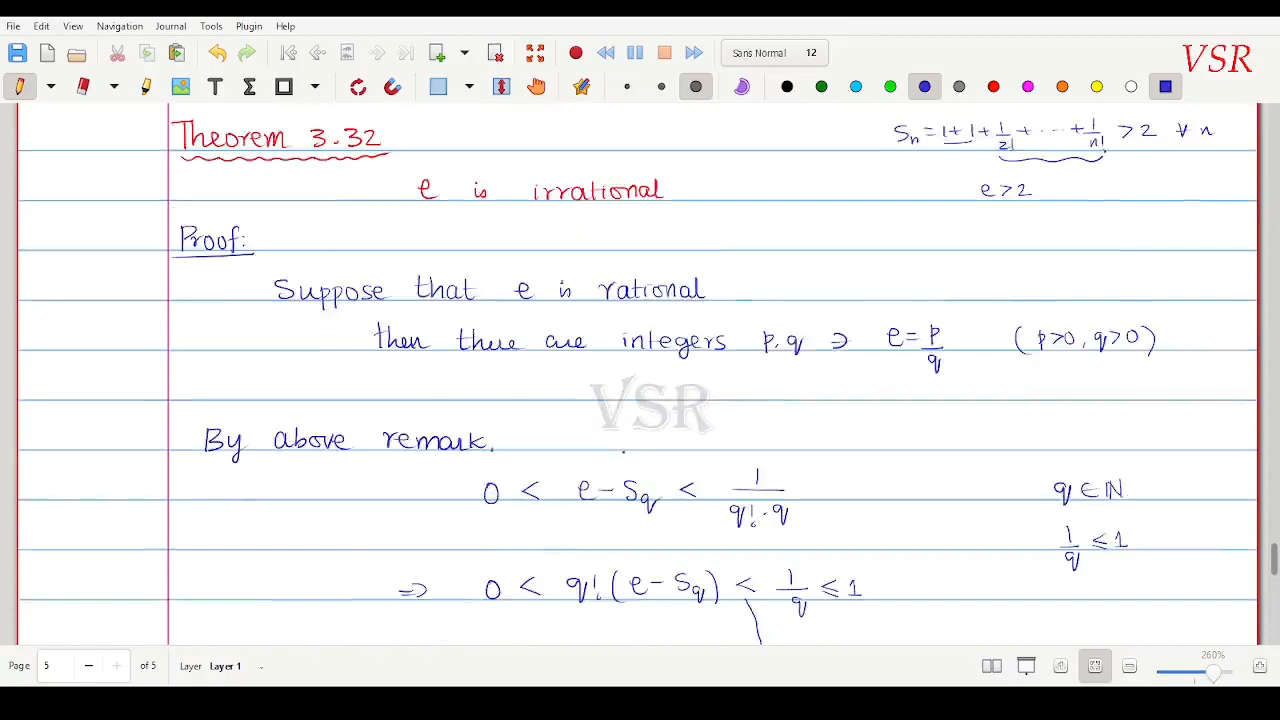 File Edit View Navigation Journal Tools Plugin Help
Sans Normal 12
VSR
Theorem 3.32
Sₙ = 1 + 1 + 1/2! + ⋯ + 1/n! > 2 ∀ n
e is irrational
e > 2
Proof:
Suppose that e is rational
then there are integers p, q ∋ e = p/q (p>0, q>0)
VSR
By above remark.
0 < e - S_q < 1/(q!·q) q ∈ ℕ
1/q ≤ 1
⇒ 0 < q!(e - S_q) < 1/q ≤ 1
Page 5 of 5 Layer Layer 1 260%